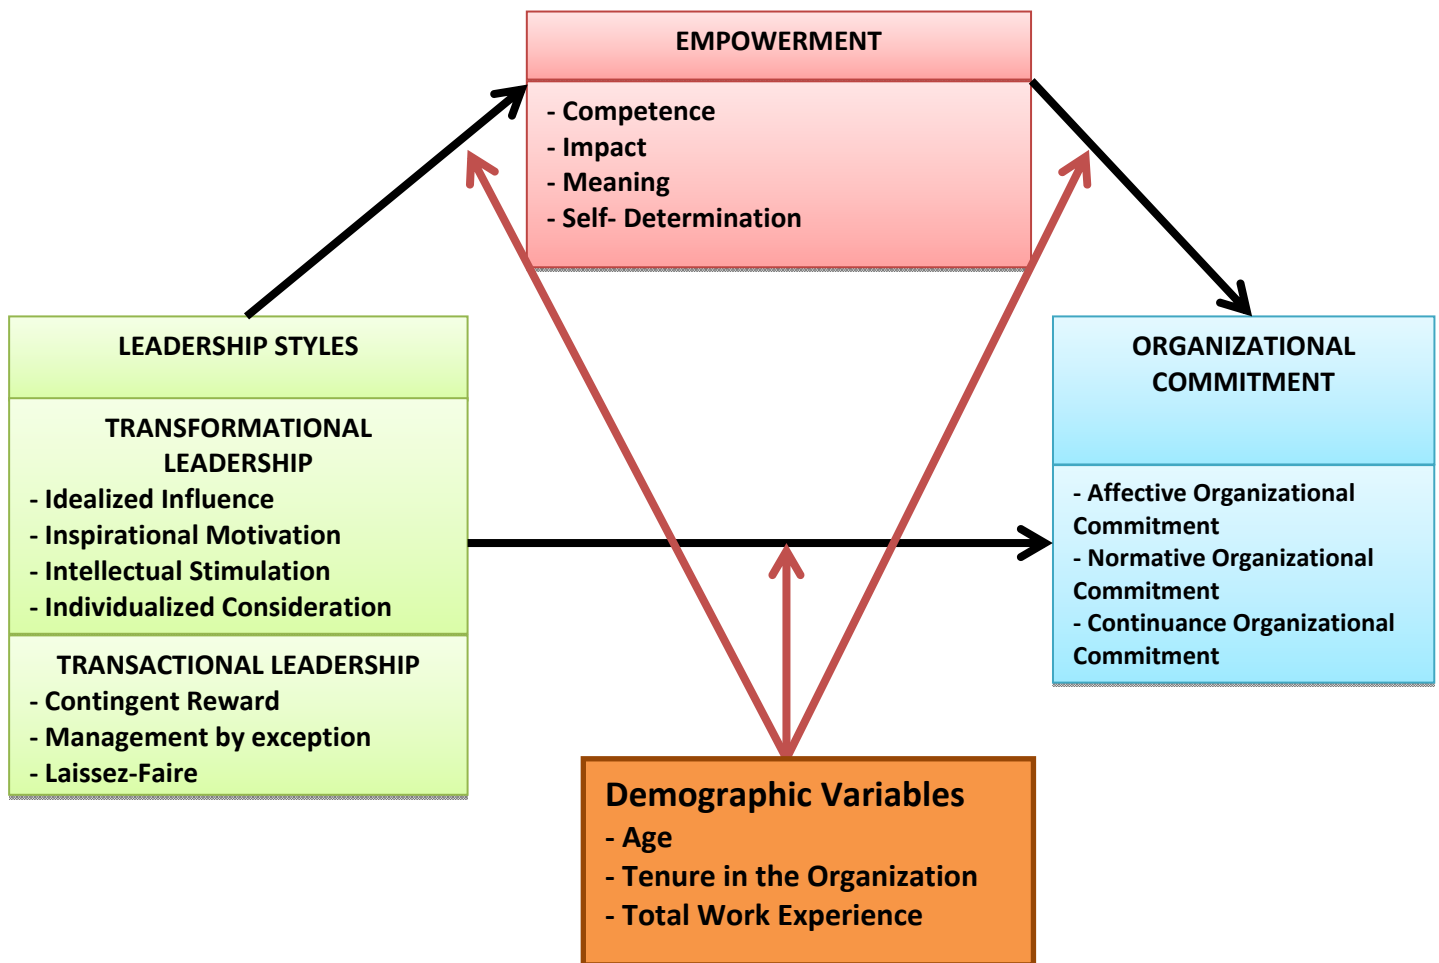 EMPOWERMENT
- Competence
- Impact
- Meaning
- Self- Determination
LEADERSHIP STYLES
TRANSFORMATIONAL
LEADERSHIP
- Idealized Influence
- Inspirational Motivation
- Intellectual Stimulation
- Individualized Consideration
TRANSACTIONAL LEADERSHIP
- Contingent Reward
- Management by exception
- Laissez-Faire
ORGANIZATIONAL
COMMITMENT
- Affective Organizational
Commitment
- Normative Organizational
Commitment
- Continuance Organizational
Commitment
Demographic Variables
- Age
- Tenure in the Organization
- Total Work Experience